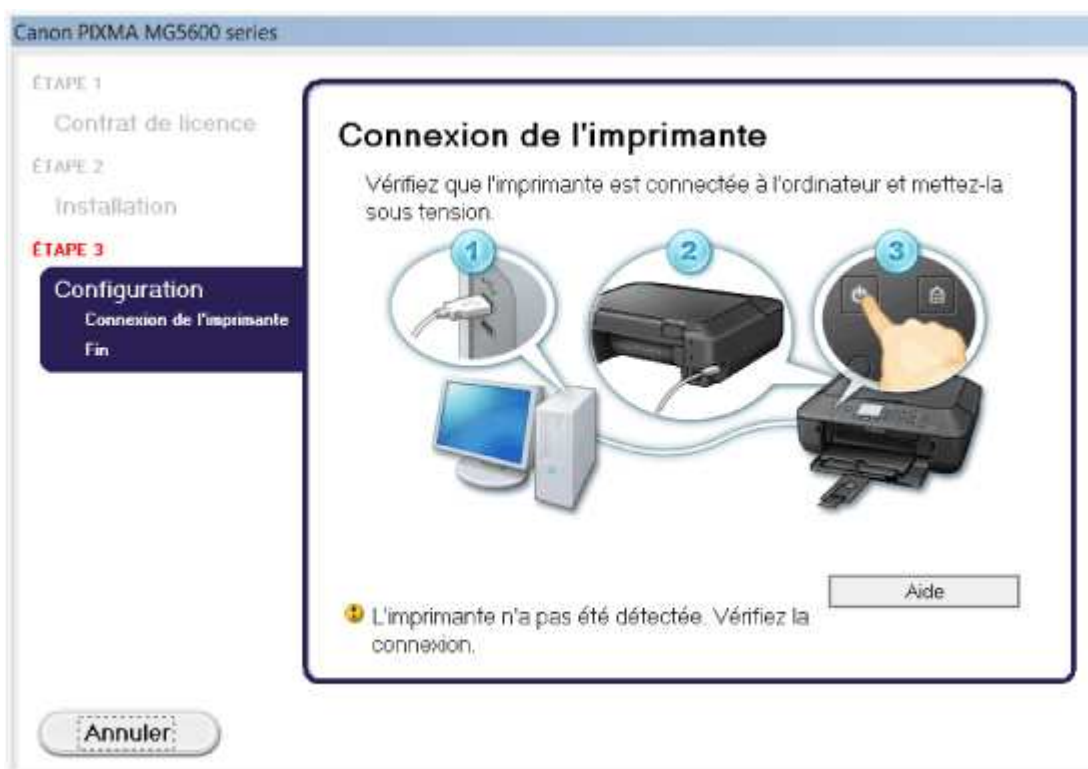 Canon PIXMA MG5600 series
ÉTAPE 1
Contrat de licence
ÉTAPE 2
Installation
ÉTAPE 3
Configuration
Connexion de l'imprimante
Fin
Connexion de l'imprimante
Vérifiez que l'imprimante est connectée à l'ordinateur et mettez-la
sous tension.
1
2
3
Aide
L'imprimante n'a pas été détectée. Vérifiez la
connexion.
Annuler